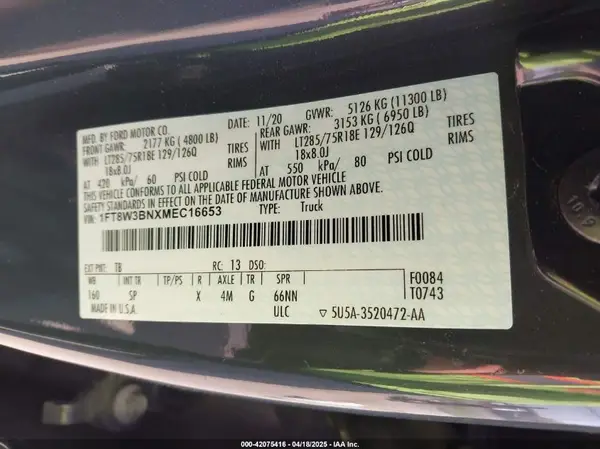 MFD. BY FORD MOTOR CO.
DATE: 11/20 GVWR: 5126 KG (11300 LB)
FRONT GAWR: 2177 KG ( 4800 LB)
REAR GAWR: 3153 KG ( 6950 LB)
WITH LT285/75R18E 129/126Q TIRES
WITH LT285/75R18E 129/126Q TIRES
18x8.0J RIMS
18x8.0J RIMS
AT 420 kPa/ 60 PSI COLD
AT 550 kPa/ 80 PSI COLD
THIS VEHICLE CONFORMS TO ALL APPLICABLE FEDERAL MOTOR VEHICLE
SAFETY STANDARDS IN EFFECT ON THE DATE OF MANUFACTURE SHOWN ABOVE.
VIN: 1FT8W3BNXMEC16653 TYPE: Truck
EXT PNT: TB RC: 13 DSO:
WB INT TR TP/PS R AXLE TR SPR F0084
160 SP X 4M G 66NN T0743
MADE IN U.S.A. ULC ▽ 5U5A-3520472-AA
10.9
000-42075416 - 04/18/2025 - IAA Inc.